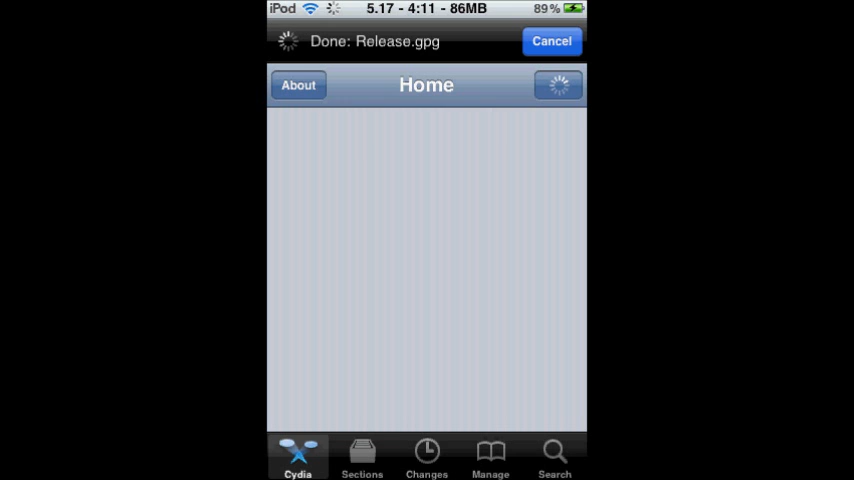 iPod 5.17 - 4:11 - 86MB 89%
Done: Release.gpg Cancel
About Home
Cydia Sections Changes Manage Search